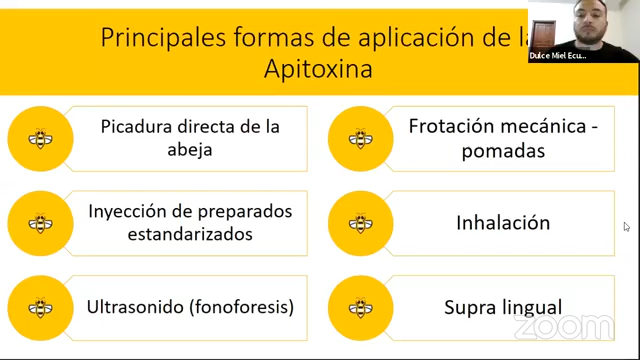 Principales formas de aplicación de la
Apitoxina
Dulce Miel Ecu...
Picadura directa de la
abeja
Frotación mecánica -
pomadas
Inyección de preparados
estandarizados
Inhalación
Ultrasonido (fonoforesis)
Supra lingual
zoom